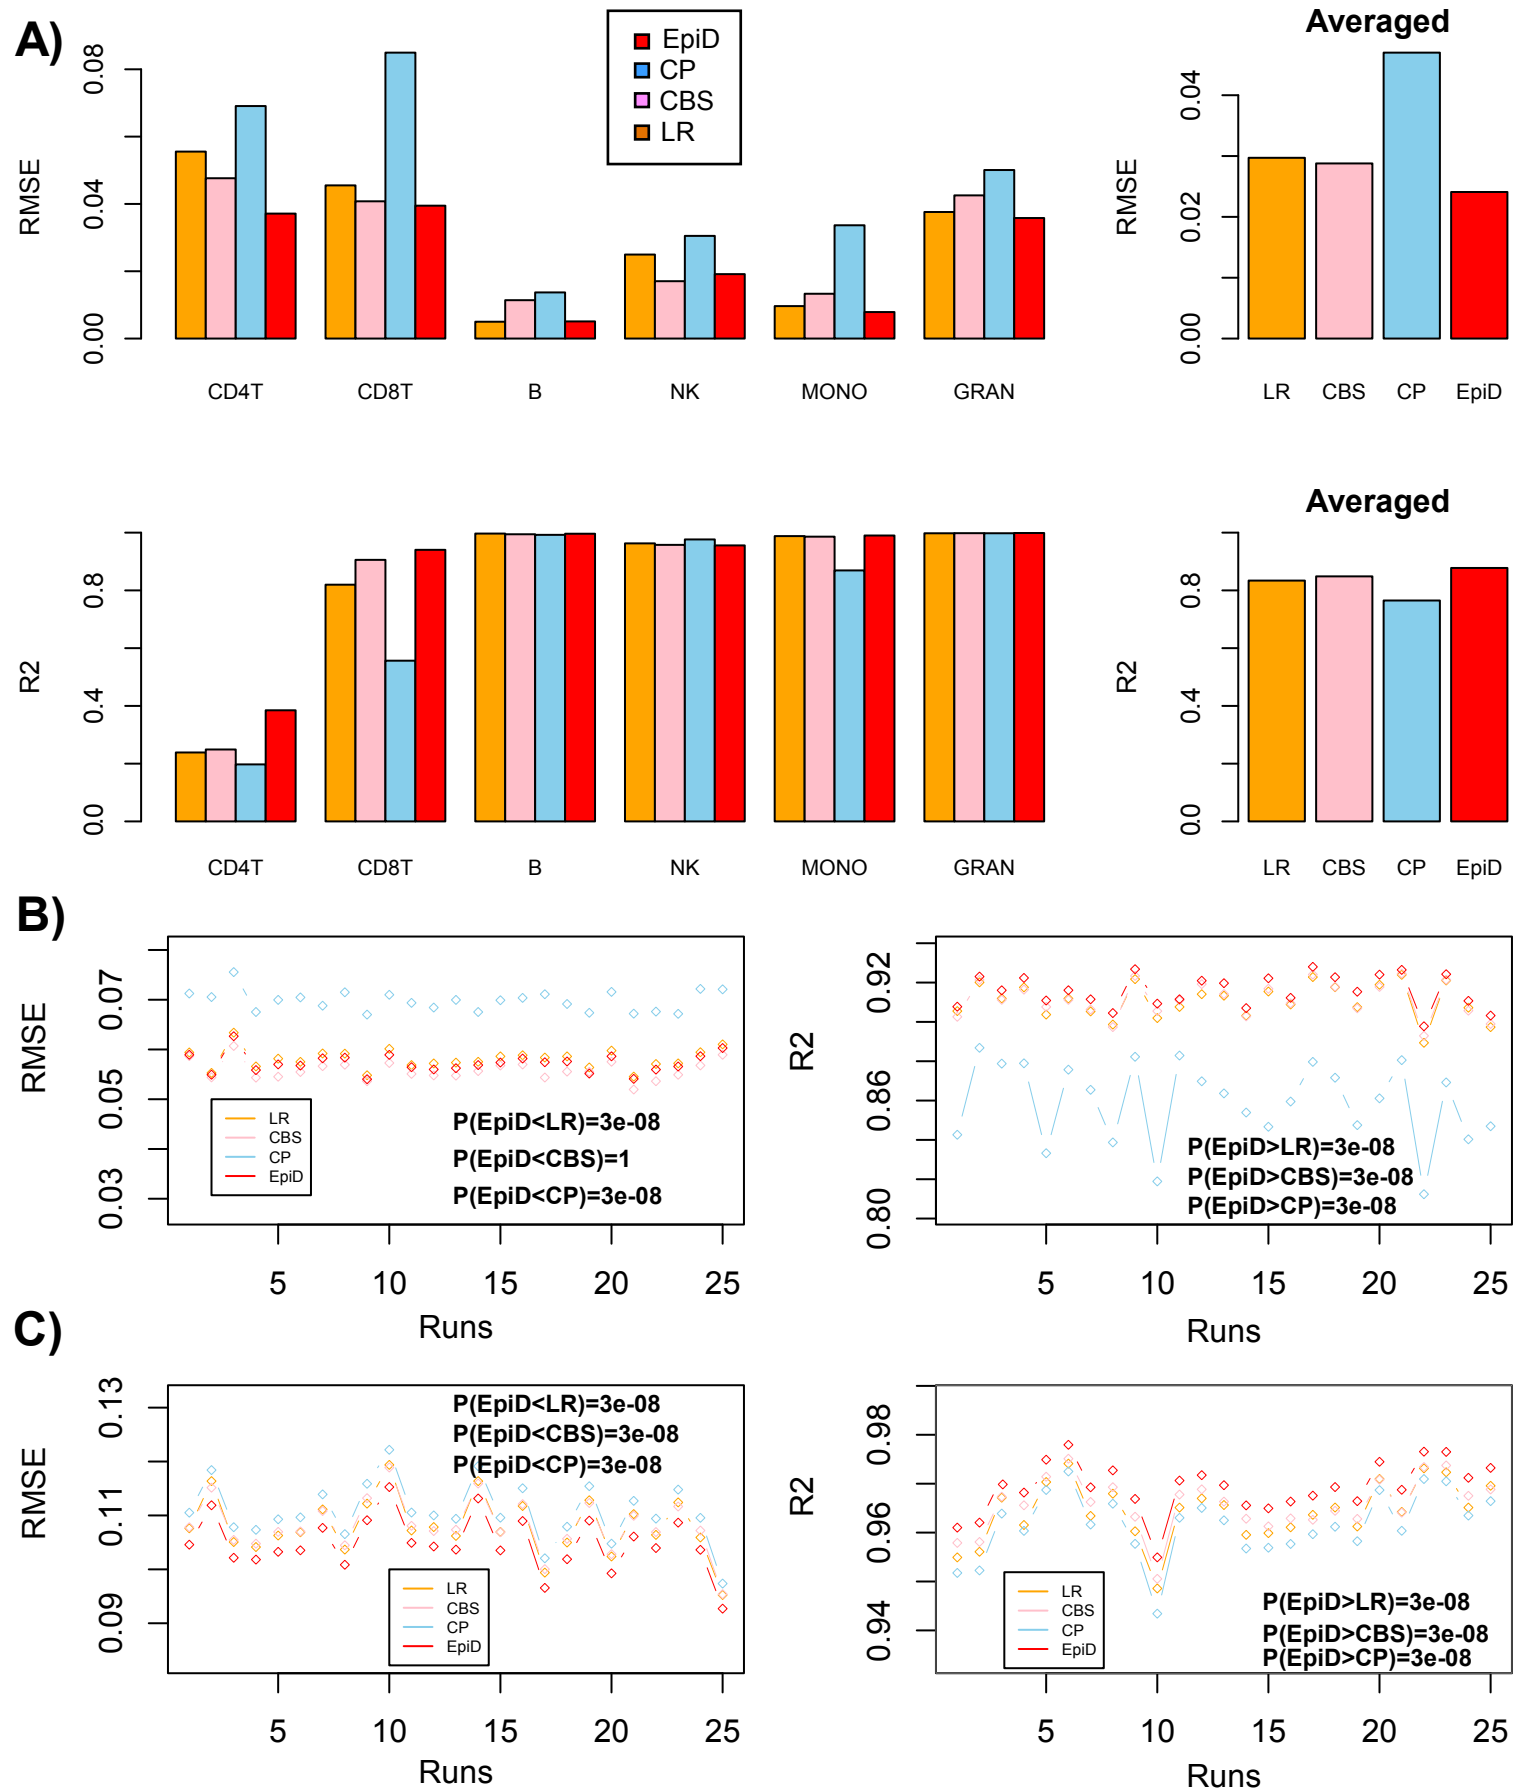 A)
EpiD
CP
CBS
LR
RMSE
0.00 0.04 0.08
CD4T CD8T B NK MONO GRAN
Averaged
RMSE
0.00 0.02 0.04
LR CBS CP EpiD
R2
0.0 0.4 0.8
CD4T CD8T B NK MONO GRAN
Averaged
R2
0.0 0.4 0.8
LR CBS CP EpiD
B)
RMSE
0.03 0.05 0.07
LR
CBS
CP
EpiD
P(EpiD<LR)=3e-08
P(EpiD<CBS)=1
P(EpiD<CP)=3e-08
5 10 15 20 25
Runs
R2
0.80 0.86 0.92
P(EpiD>LR)=3e-08
P(EpiD>CBS)=3e-08
P(EpiD>CP)=3e-08
5 10 15 20 25
Runs
C)
RMSE
0.09 0.11 0.13
P(EpiD<LR)=3e-08
P(EpiD<CBS)=3e-08
P(EpiD<CP)=3e-08
LR
CBS
CP
EpiD
5 10 15 20 25
Runs
R2
0.94 0.96 0.98
LR
CBS
CP
EpiD
P(EpiD>LR)=3e-08
P(EpiD>CBS)=3e-08
P(EpiD>CP)=3e-08
5 10 15 20 25
Runs